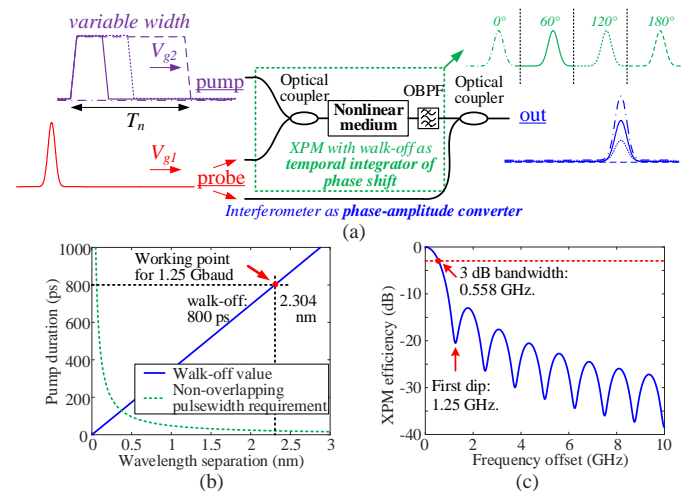 variable width
V_g2
pump
T_n
V_g1
probe
Optical
coupler
Nonlinear
medium
OBPF
XPM with walk-off as
temporal integrator of
phase shift
Optical
coupler
out
0° 60° 120° 180°
Interferometer as phase-amplitude converter
(a)
Pump duration (ps)
1000
800
600
400
200
0
Working point
for 1.25 Gbaud
walk-off:
800 ps
2.304
nm
Walk-off value
Non-overlapping
pulsewidth requirement
0 0.5 1 1.5 2 2.5 3
Wavelength separation (nm)
(b)
XPM efficiency (dB)
0
-10
-20
-30
-40
3 dB bandwidth:
0.558 GHz.
First dip:
1.25 GHz.
0 2 4 6 8 10
Frequency offset (GHz)
(c)